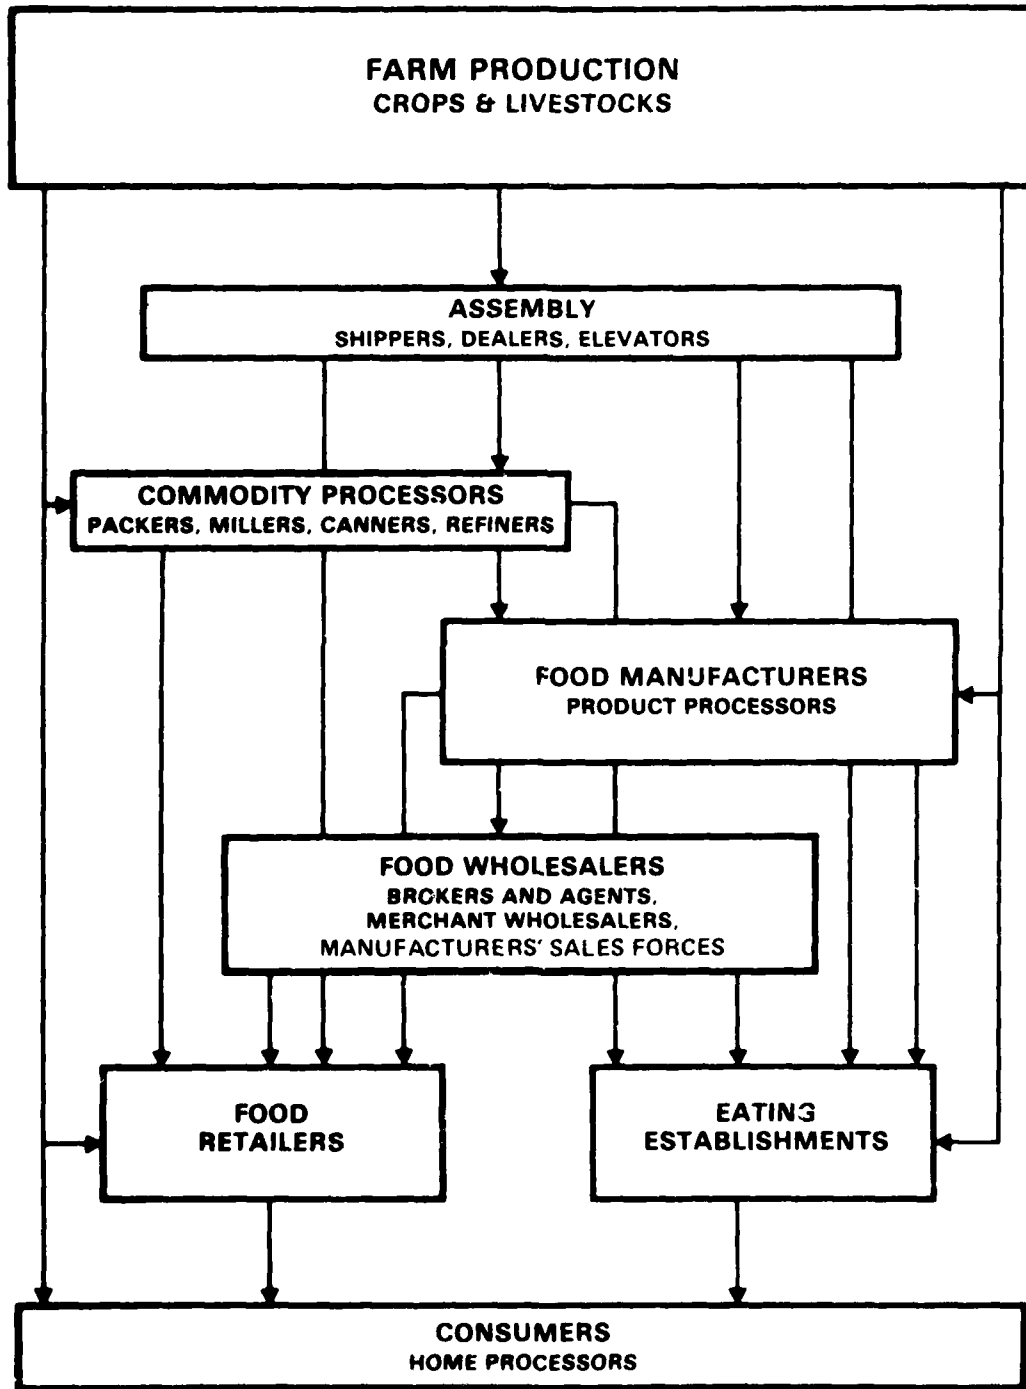 FARM PRODUCTION
CROPS & LIVESTOCKS
ASSEMBLY
SHIPPERS, DEALERS, ELEVATORS
COMMODITY PROCESSORS
PACKERS, MILLERS, CANNERS, REFINERS
FOOD MANUFACTURERS
PRODUCT PROCESSORS
FOOD WHOLESALERS
BROKERS AND AGENTS,
MERCHANT WHOLESALERS,
MANUFACTURERS' SALES FORCES
FOOD
RETAILERS
EATING
ESTABLISHMENTS
CONSUMERS
HOME PROCESSORS